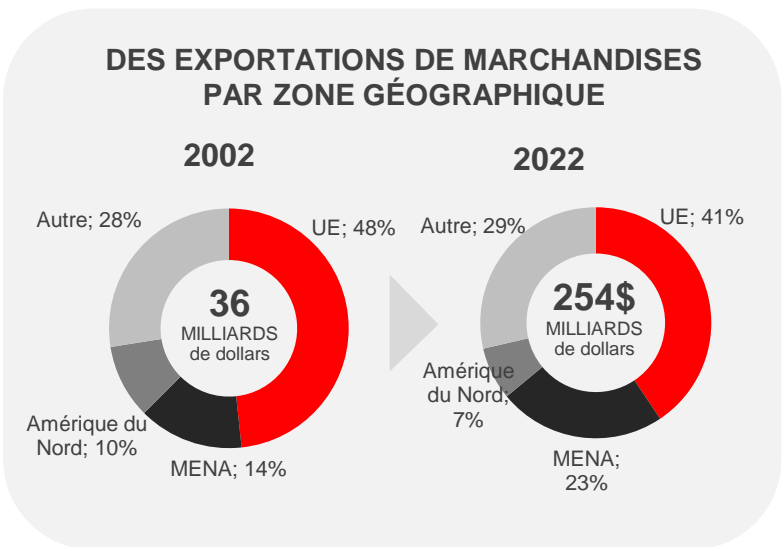 DES EXPORTATIONS DE MARCHANDISES
PAR ZONE GÉOGRAPHIQUE
2002
Autre; 28%
UE; 48%
36
MILLIARDS
de dollars
Amérique du
Nord; 10%
MENA; 14%
2022
Autre; 29%
UE; 41%
254$
MILLIARDS
de dollars
Amérique
du Nord;
7%
MENA;
23%